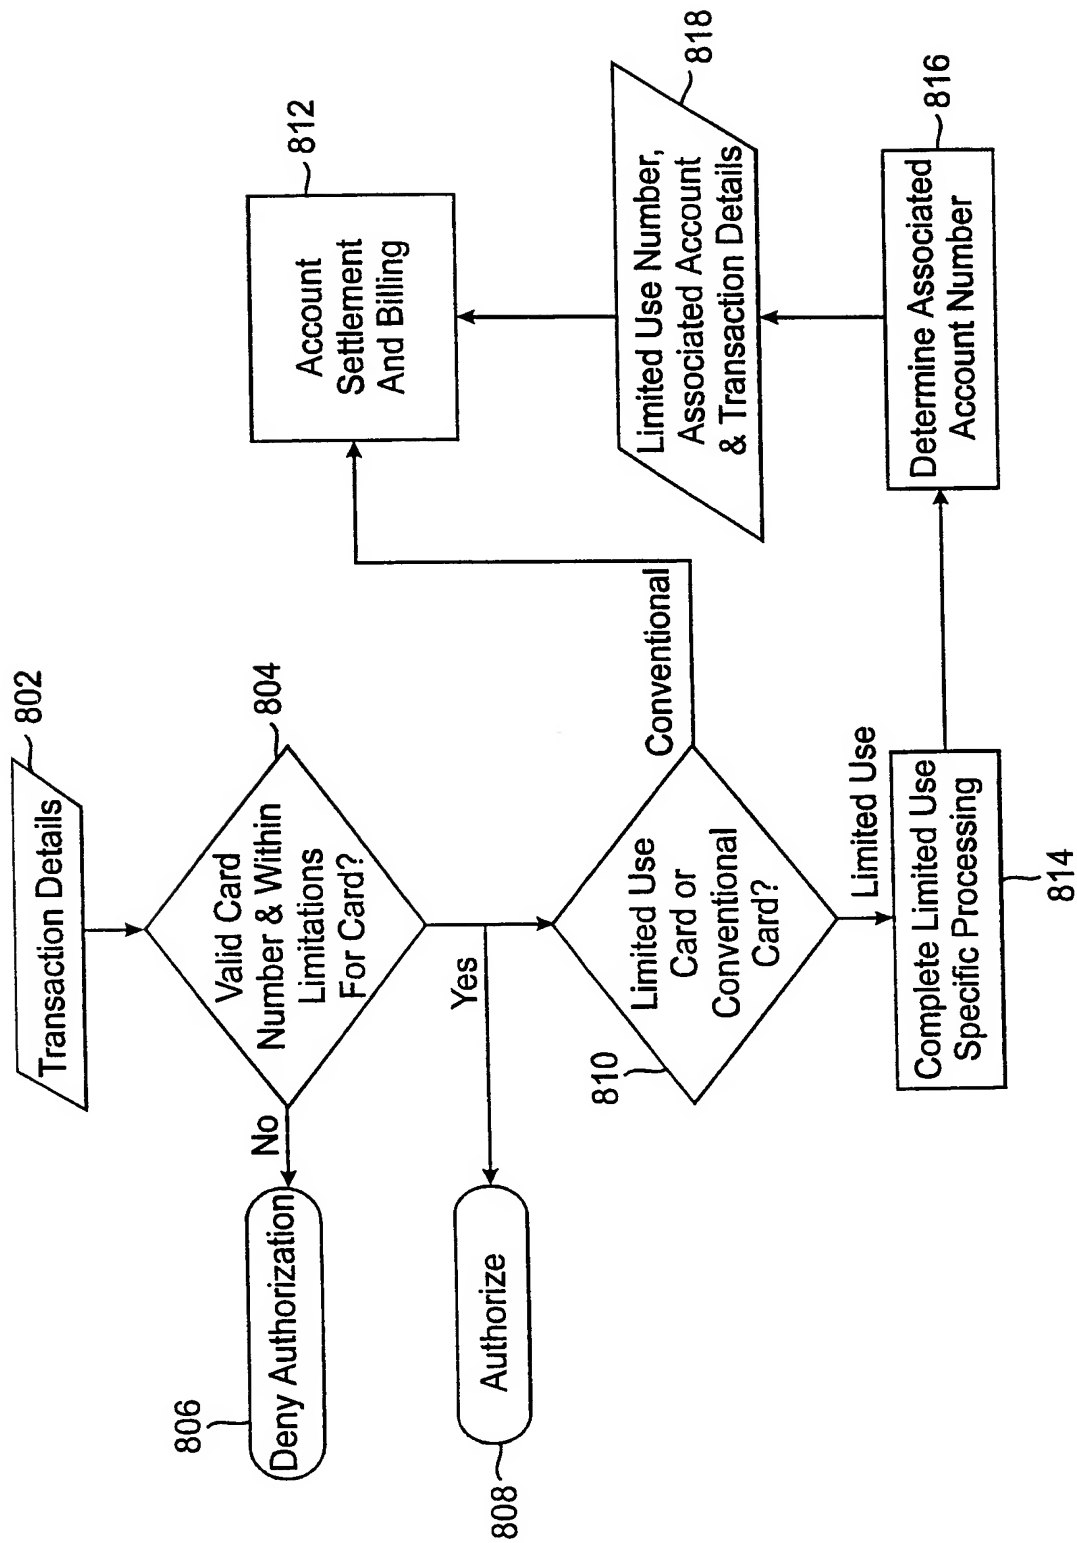 802
Transaction Details
804
Valid Card
Number & Within
Limitations
For Card?
No
806
Deny Authorization
Yes
808
Authorize
810
Limited Use
Card or
Conventional
Card?
Conventional
812
Account
Settlement
And Billing
Limited Use
Complete Limited Use
Specific Processing
814
Determine Associated
Account Number
816
Limited Use Number,
Associated Account
& Transaction Details
818